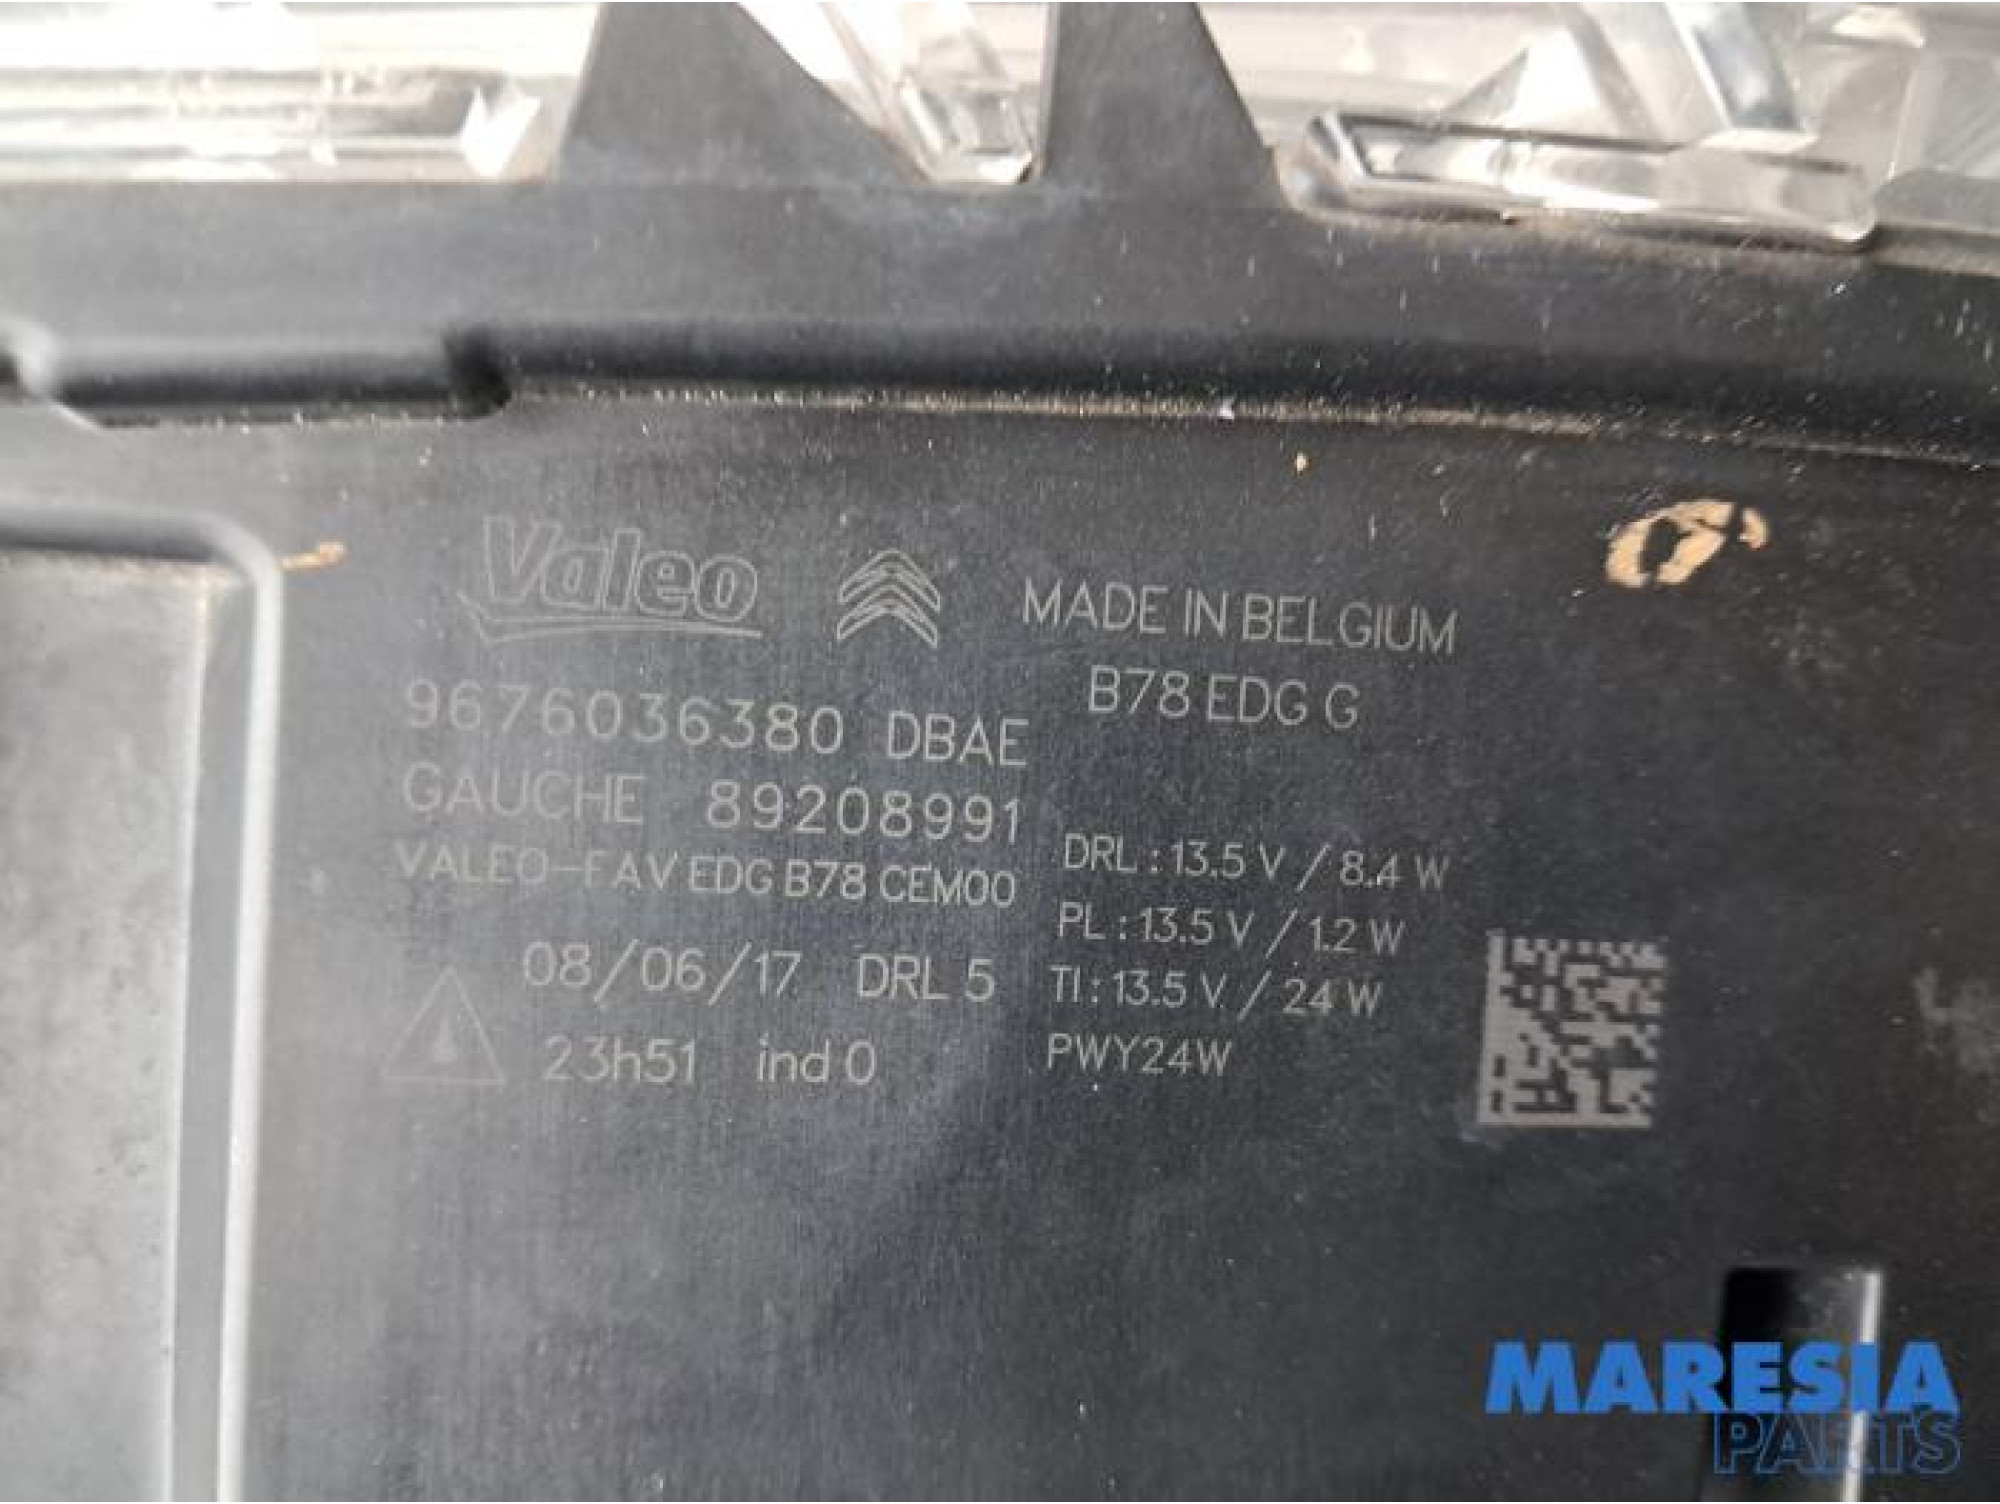 Valeo
MADE IN BELGIUM
B78 EDG G
9676036380 DBAE
GAUCHE 89208991
VALEO-FAV EDG B78 CEM00
08/06/17 DRL 5
23h51 ind 0
DRL : 13.5 V / 8.4 W
PL : 13.5 V / 1.2 W
TI : 13.5 V / 24 W
PWY24W
MARESIA
PARTS